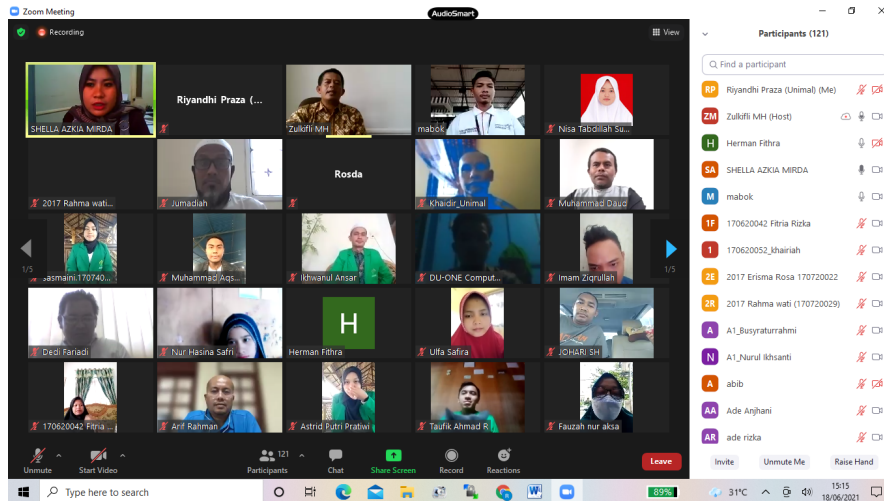 Zoom Meeting
AudioSmart
Recording
View
SHELLA AZKIA MIRDA
Riyandhi Praza (...
Zulkifli MH
mabok
Nisa Tabdillah Su...
2017 Rahma wati...
Jumadiah
Rosda
Khaidir_Unimal
Muhammad Daud
Sasmaini.170740...
Muhammad Aqs...
Ikhwanul Ansar
DU-ONE Comput...
Imam Ziqrullah
1/5
1/5
Dedi Fariadi
Nur Hasina Safri
H
Herman Fithra
Ulfa Safira
JOHARI SH
170620042 Fitria ...
Arif Rahman
Astrid Putri Pratiwi
Taufik Ahmad R
Fauzah nur aksa
Unmute
Start Video
121
Participants
Chat
Share Screen
Record
Reactions
Leave
Participants (121)
Find a participant
RP Riyandhi Praza (Unimal) (Me)
ZM Zulkifli MH (Host)
H Herman Fithra
SA SHELLA AZKIA MIRDA
M mabok
1F 170620042 Fitria Rizka
1 170620052_khairiah
2E 2017 Erisma Rosa 170720022
2R 2017 Rahma wati (170720029)
A A1_Busyraturrahmi
N A1_Nurul Ikhsanti
A abib
AA Ade Anjhani
AR ade rizka
Invite
Unmute Me
Raise Hand
Type here to search
89%
31°C
15:15
18/06/2021